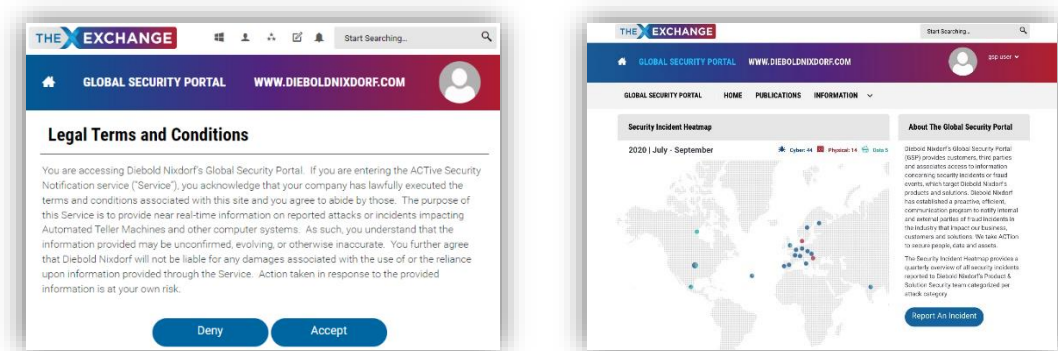 THE X EXCHANGE
Start Searching...
GLOBAL SECURITY PORTAL WWW.DIEBOLDNIXDORF.COM
Legal Terms and Conditions
You are accessing Diebold Nixdorf's Global Security Portal. If you are entering the ACTive Security
Notification service ("Service"), you acknowledge that your company has lawfully executed the
terms and conditions associated with this site and you agree to abide by those. The purpose of
this Service is to provide near real-time information on reported attacks or incidents impacting
Automated Teller Machines and other computer systems. As such, you understand that the
information provided may be unconfirmed, evolving, or otherwise inaccurate. You further agree
that Diebold Nixdorf will not be liable for any damages associated with the use of or the reliance
upon information provided through the Service. Action taken in response to the provided
information is at your own risk.
Deny Accept
THE X EXCHANGE
Start Searching...
GLOBAL SECURITY PORTAL WWW.DIEBOLDNIXDORF.COM
gsp user
GLOBAL SECURITY PORTAL HOME PUBLICATIONS INFORMATION
Security Incident Heatmap
2020 | July - September
Cyber: 44 Physical: 14 Data 5
About The Global Security Portal
Diebold Nixdorf's Global Security Portal
(GSP) provides customers, third parties
and associates access to information
concerning security incidents or fraud
events, which target Diebold Nixdorf's
products and solutions. Diebold Nixdorf
has established a proactive, efficient,
communication program to notify internal
and external parties of fraud incidents in
the industry that impact our business,
customers and solutions. We take ACTion
to secure people, data and assets.
The Security Incident Heatmap provides a
quarterly overview of all security incidents
reported to Diebold Nixdorf's Product &
Solution Security team categorized per
attack category
Report An Incident